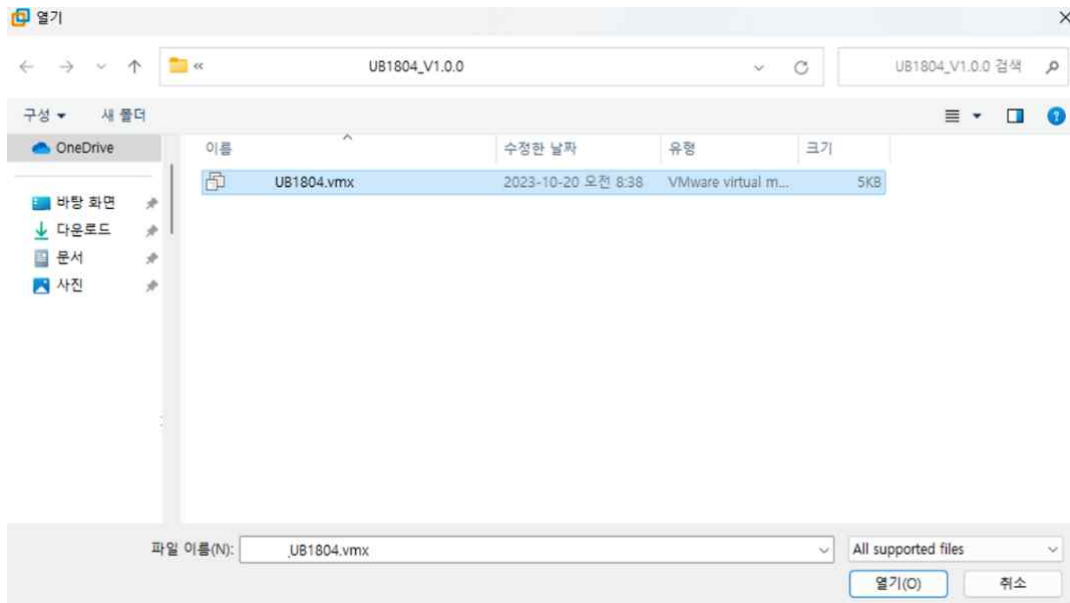 열기
« UB1804_V1.0.0
UB1804_V1.0.0 검색
구성
새 폴더
OneDrive
이름
수정한 날짜
유형
크기
UB1804.vmx
2023-10-20 오전 8:38
VMware virtual m...
5KB
바탕 화면
다운로드
문서
사진
파일 이름(N):
_UB1804.vmx
All supported files
열기(O)
취소